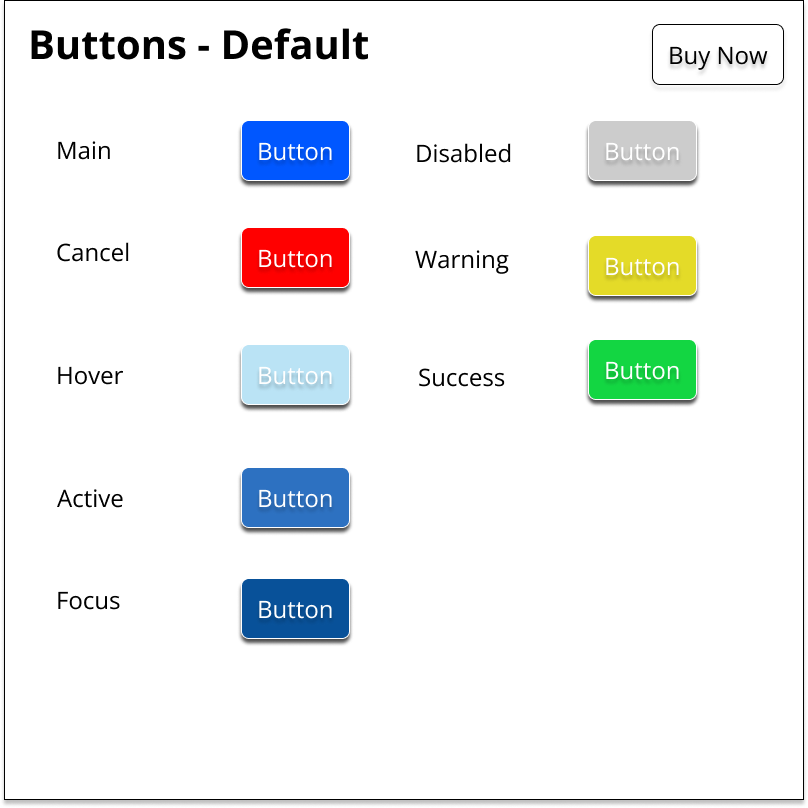 Buttons - Default
Buy Now
Main
Button
Disabled
Button
Cancel
Button
Warning
Button
Hover
Button
Success
Button
Active
Button
Focus
Button